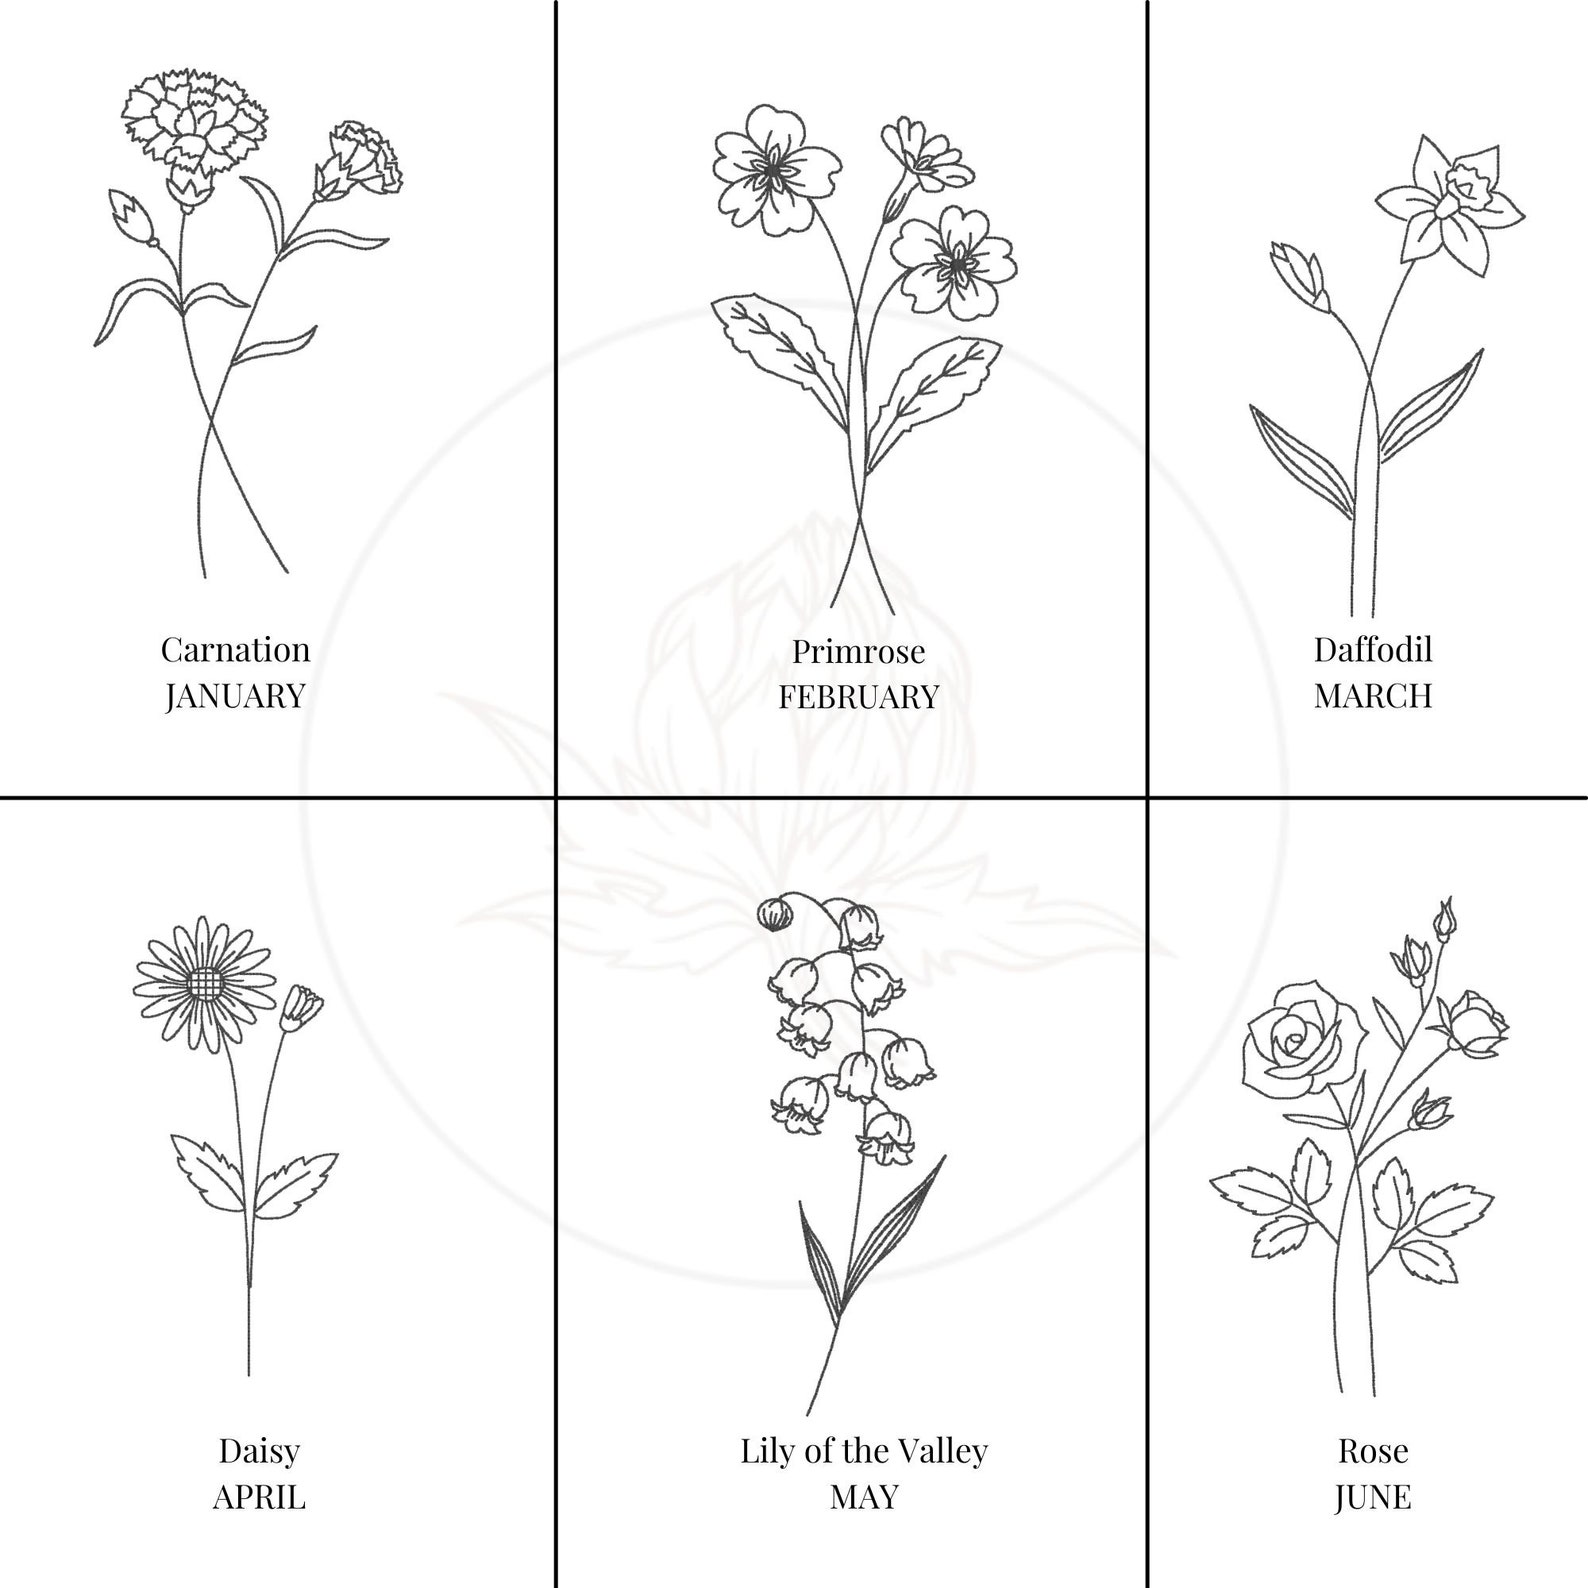 Carnation
JANUARY
Primrose
FEBRUARY
Daffodil
MARCH
Daisy
APRIL
Lily of the Valley
MAY
Rose
JUNE